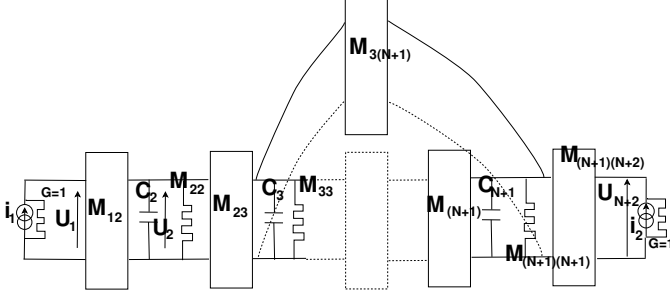 M3(N+1)
M(N+1)(N+2)
G=1
C2
M22
C3
M33
CN+1
i1
U1
M12
U2
M23
M(N+1)
UN+2
i2
M(N+1)(N+1)
G=1